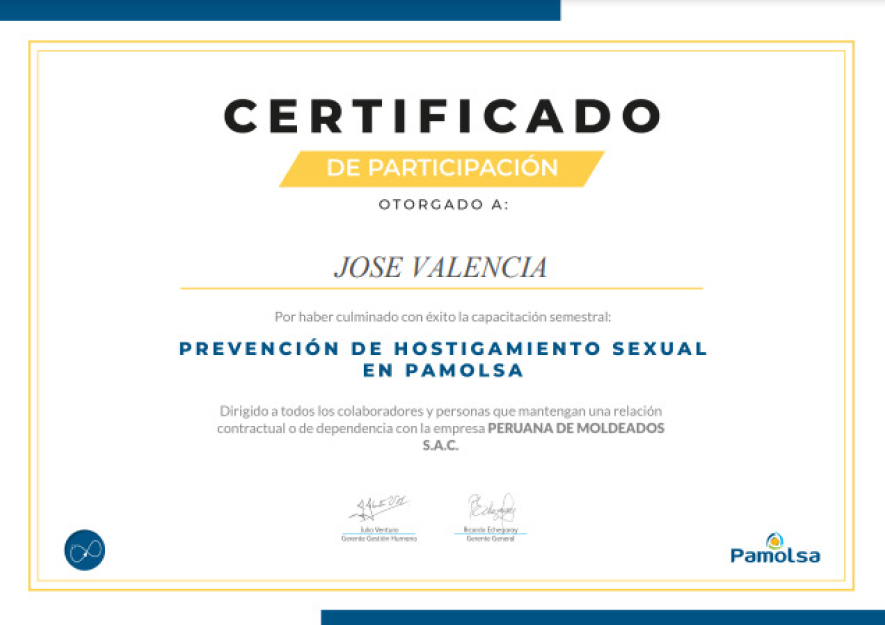 CERTIFICADO
DE PARTICIPACIÓN
OTORGADO A:
JOSE VALENCIA
Por haber culminado con éxito la capacitación semestral:
PREVENCIÓN DE HOSTIGAMIENTO SEXUAL
EN PAMOLSA
Dirigido a todos los colaboradores y personas que mantengan una relación
contractual o de dependencia con la empresa PERUANA DE MOLDEADOS
S.A.C.
Julio Venturo
Gerente Gestión Humana
Ricardo Echegaray
Gerente General
Pamolsa